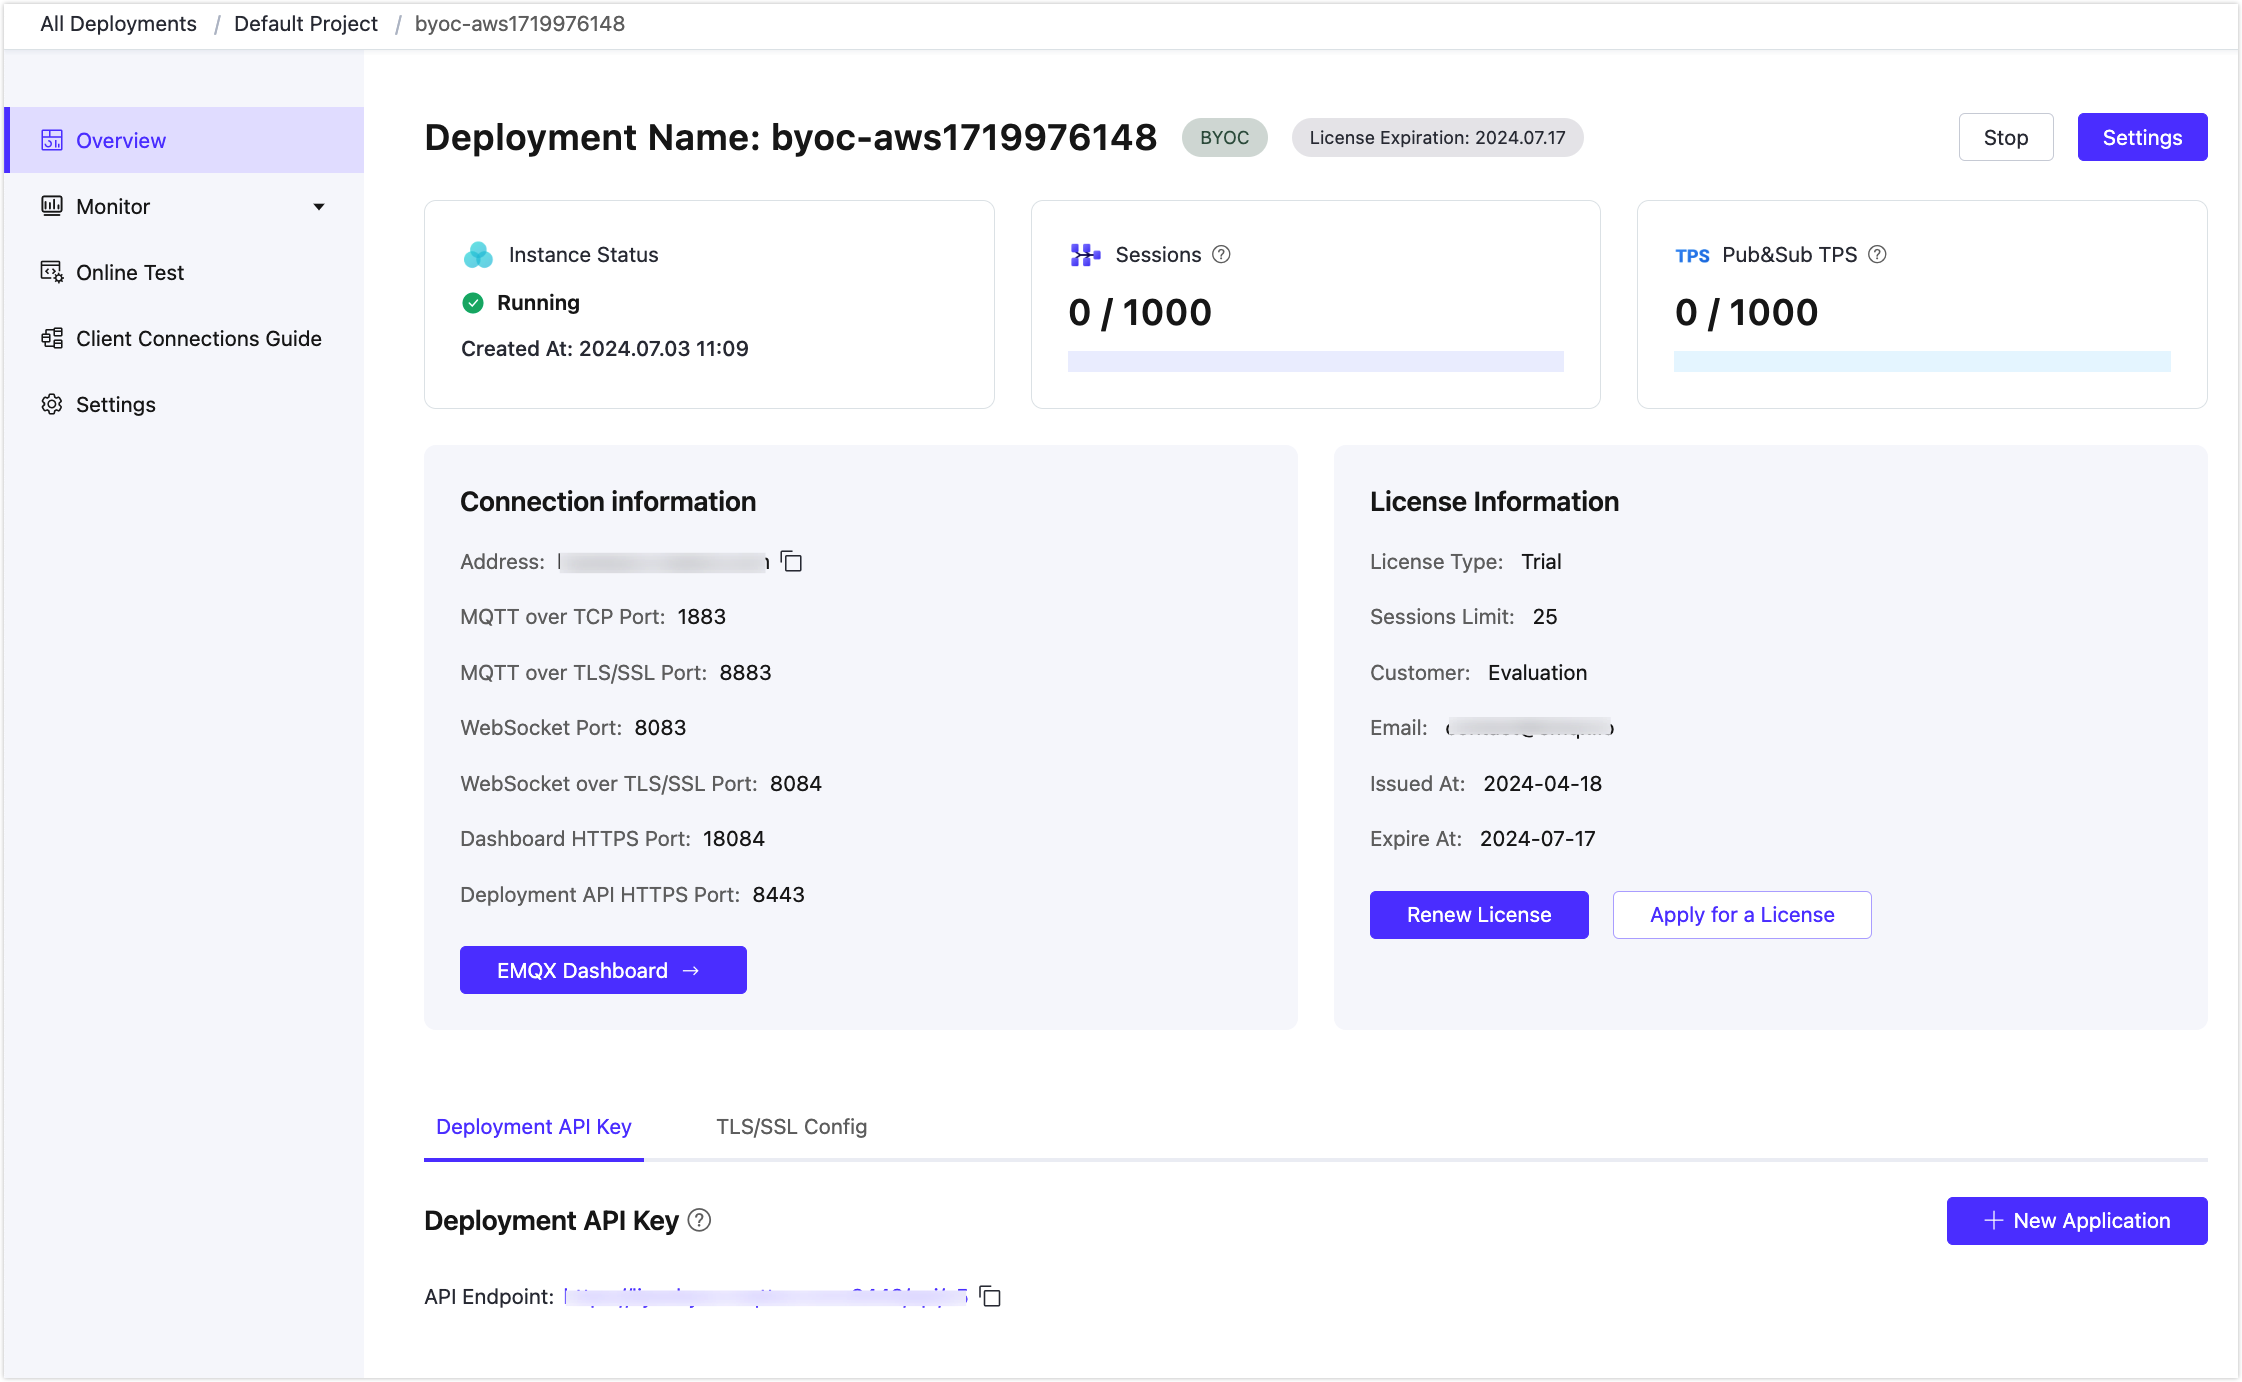 All Deployments / Default Project / byoc-aws1719976148
Overview
Monitor
Online Test
Client Connections Guide
Settings
Deployment Name: byoc-aws1719976148 BYOC License Expiration: 2024.07.17 Stop Settings
Instance Status
Running
Created At: 2024.07.03 11:09
Sessions
0 / 1000
TPS Pub&Sub TPS
0 / 1000
Connection information
Address:
MQTT over TCP Port: 1883
MQTT over TLS/SSL Port: 8883
WebSocket Port: 8083
WebSocket over TLS/SSL Port: 8084
Dashboard HTTPS Port: 18084
Deployment API HTTPS Port: 8443
EMQX Dashboard →
License Information
License Type: Trial
Sessions Limit: 25
Customer: Evaluation
Email:
Issued At: 2024-04-18
Expire At: 2024-07-17
Renew License Apply for a License
Deployment API Key TLS/SSL Config
Deployment API Key
+ New Application
API Endpoint: